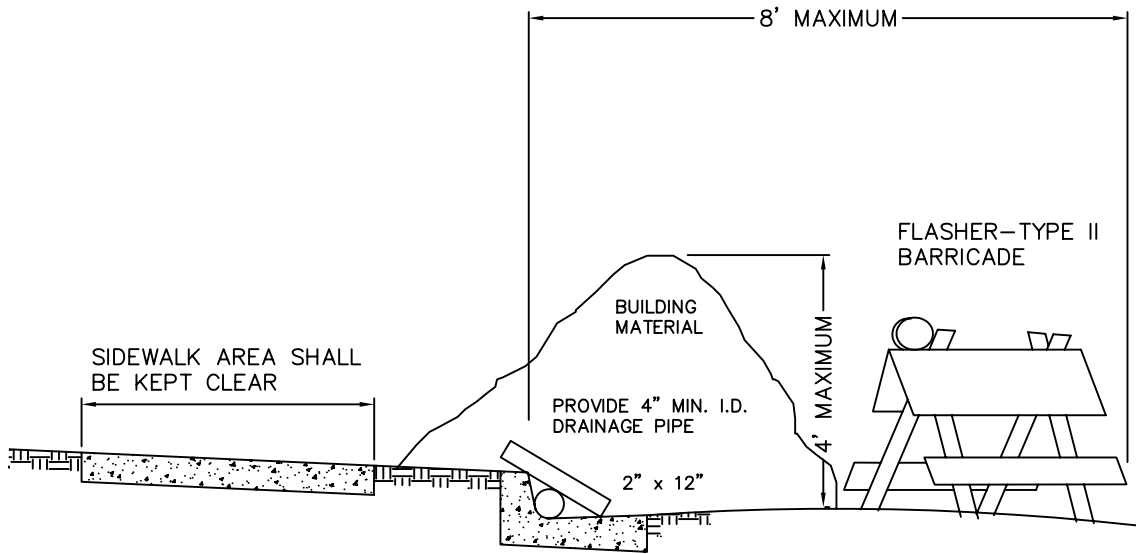 8' MAXIMUM
FLASHER-TYPE II
BARRICADE
BUILDING
MATERIAL
4' MAXIMUM
SIDEWALK AREA SHALL
BE KEPT CLEAR
PROVIDE 4" MIN. I.D.
DRAINAGE PIPE
2" x 12"